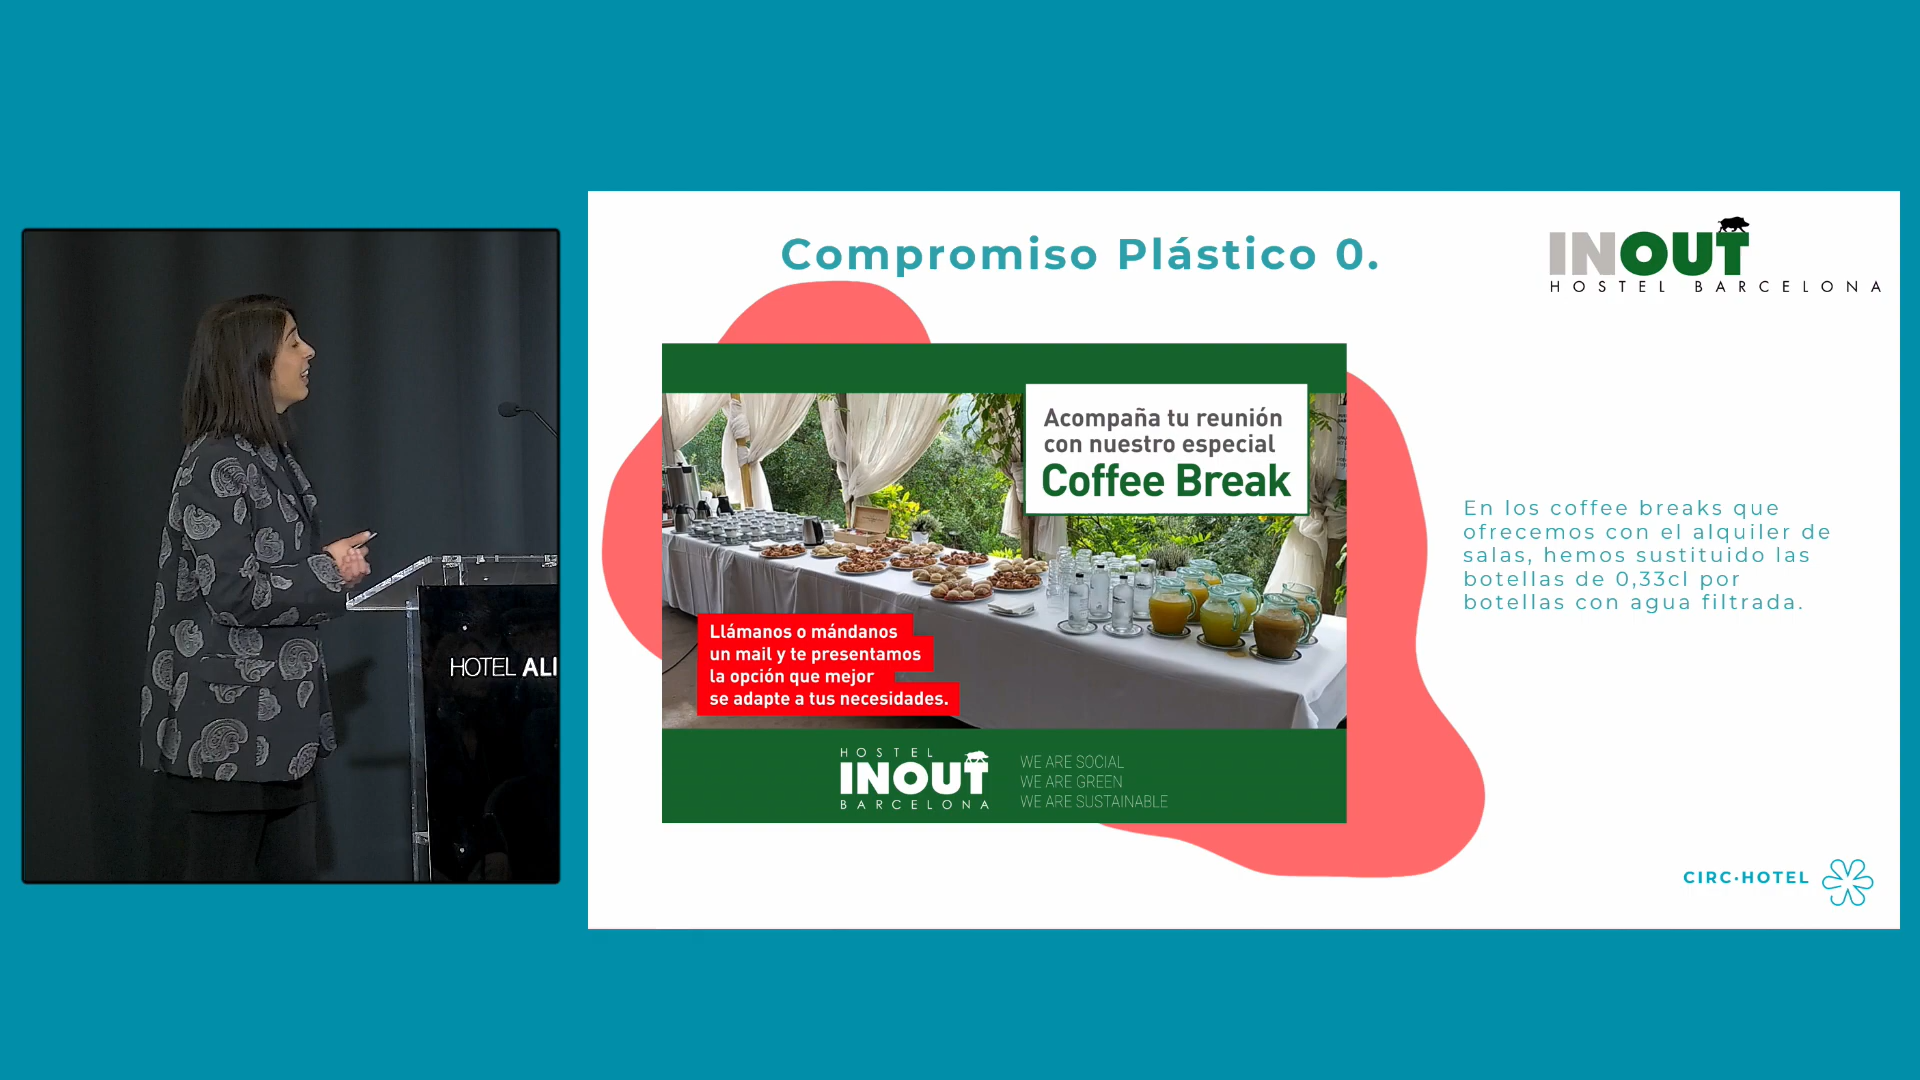 Compromiso Plástico 0.
INOUT
HOSTEL BARCELONA
Acompaña tu reunión
con nuestro especial
Coffee Break
Llámanos o mándanos
un mail y te presentamos
la opción que mejor
se adapte a tus necesidades.
HOSTEL
INOUT
BARCELONA
WE ARE SOCIAL
WE ARE GREEN
WE ARE SUSTAINABLE
En los coffee breaks que
ofrecemos con el alquiler de
salas, hemos sustituido las
botellas de 0,33cl por
botellas con agua filtrada.
HOTEL ALI
CIRC·HOTEL